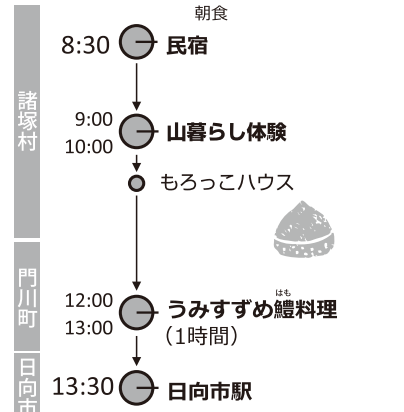 朝食
8:30 民宿
諸塚村
9:00
10:00
山暮らし体験
もろっこハウス
門川町
12:00
13:00
はも
うみすずめ鱧料理
(1時間)
日向市
13:30 日向市駅